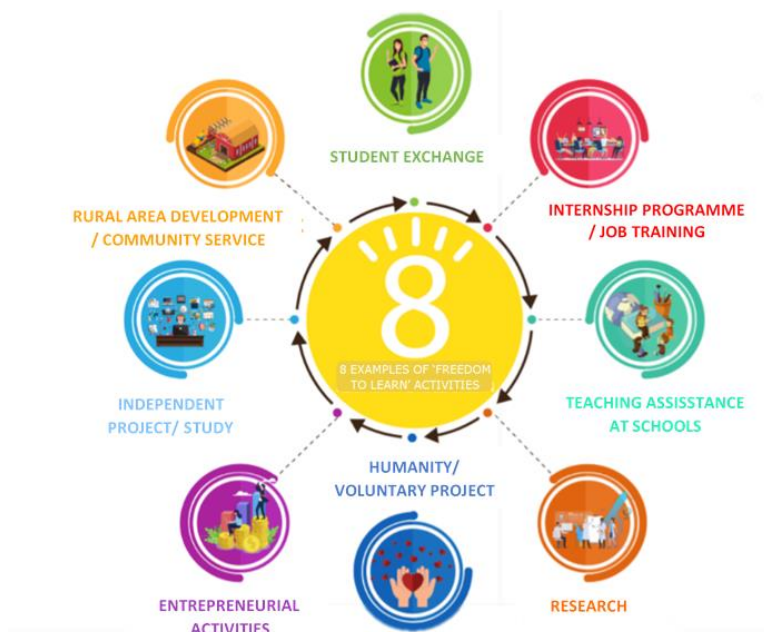 STUDENT EXCHANGE
INTERNSHIP PROGRAMME
/ JOB TRAINING
TEACHING ASSISSTANCE
AT SCHOOLS
RESEARCH
HUMANITY/
VOLUNTARY PROJECT
ENTREPRENEURIAL
ACTIVITIES
INDEPENDENT
PROJECT/ STUDY
RURAL AREA DEVELOPMENT
/ COMMUNITY SERVICE
8
8 EXAMPLES OF 'FREEDOM
TO LEARN' ACTIVITIES